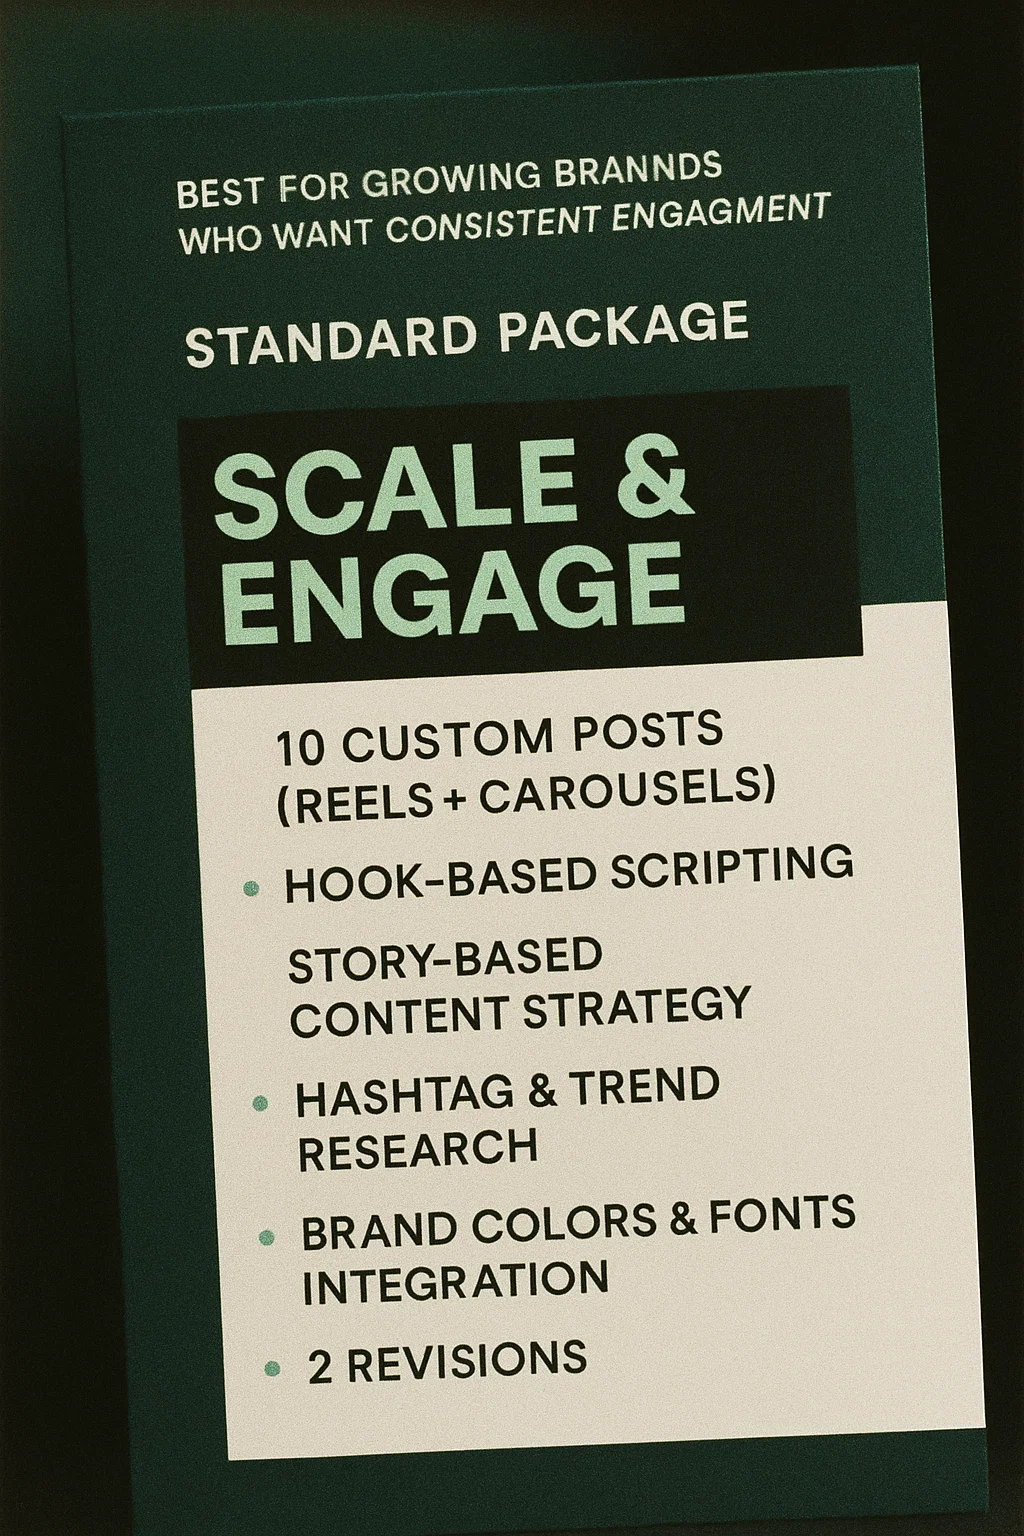 BEST FOR GROWING BRANNDS
WHO WANT CONSISTENT ENGAGMENT
STANDARD PACKAGE
SCALE &
ENGAGE
10 CUSTOM POSTS
(REELS + CAROUSELS)
• HOOK-BASED SCRIPTING
STORY-BASED
CONTENT STRATEGY
• HASHTAG & TREND
RESEARCH
• BRAND COLORS & FONTS
INTEGRATION
• 2 REVISIONS